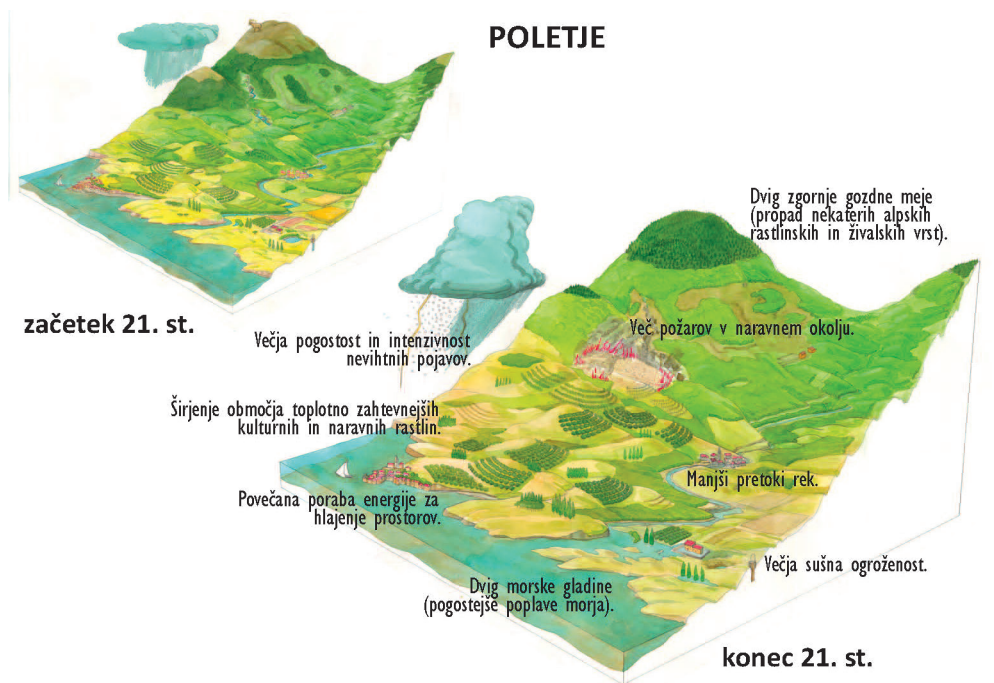 POLETJE
začetek 21. st.
Dvig zgornje gozdne meje
(propad nekaterih alpskih
rastlinskih in živalskih vrst).
Večja pogostost in intenzivnost
nevihtnih pojavov.
Več požarov v naravnem okolju.
Širjenje območja toplotno zahtevnejših
kulturnih in naravnih rastlin.
Manjši pretoki rek.
Povečana poraba energije za
hlajenje prostorov.
Večja sušna ogroženost.
Dvig morske gladine
(pogostejše poplave morja).
konec 21. st.